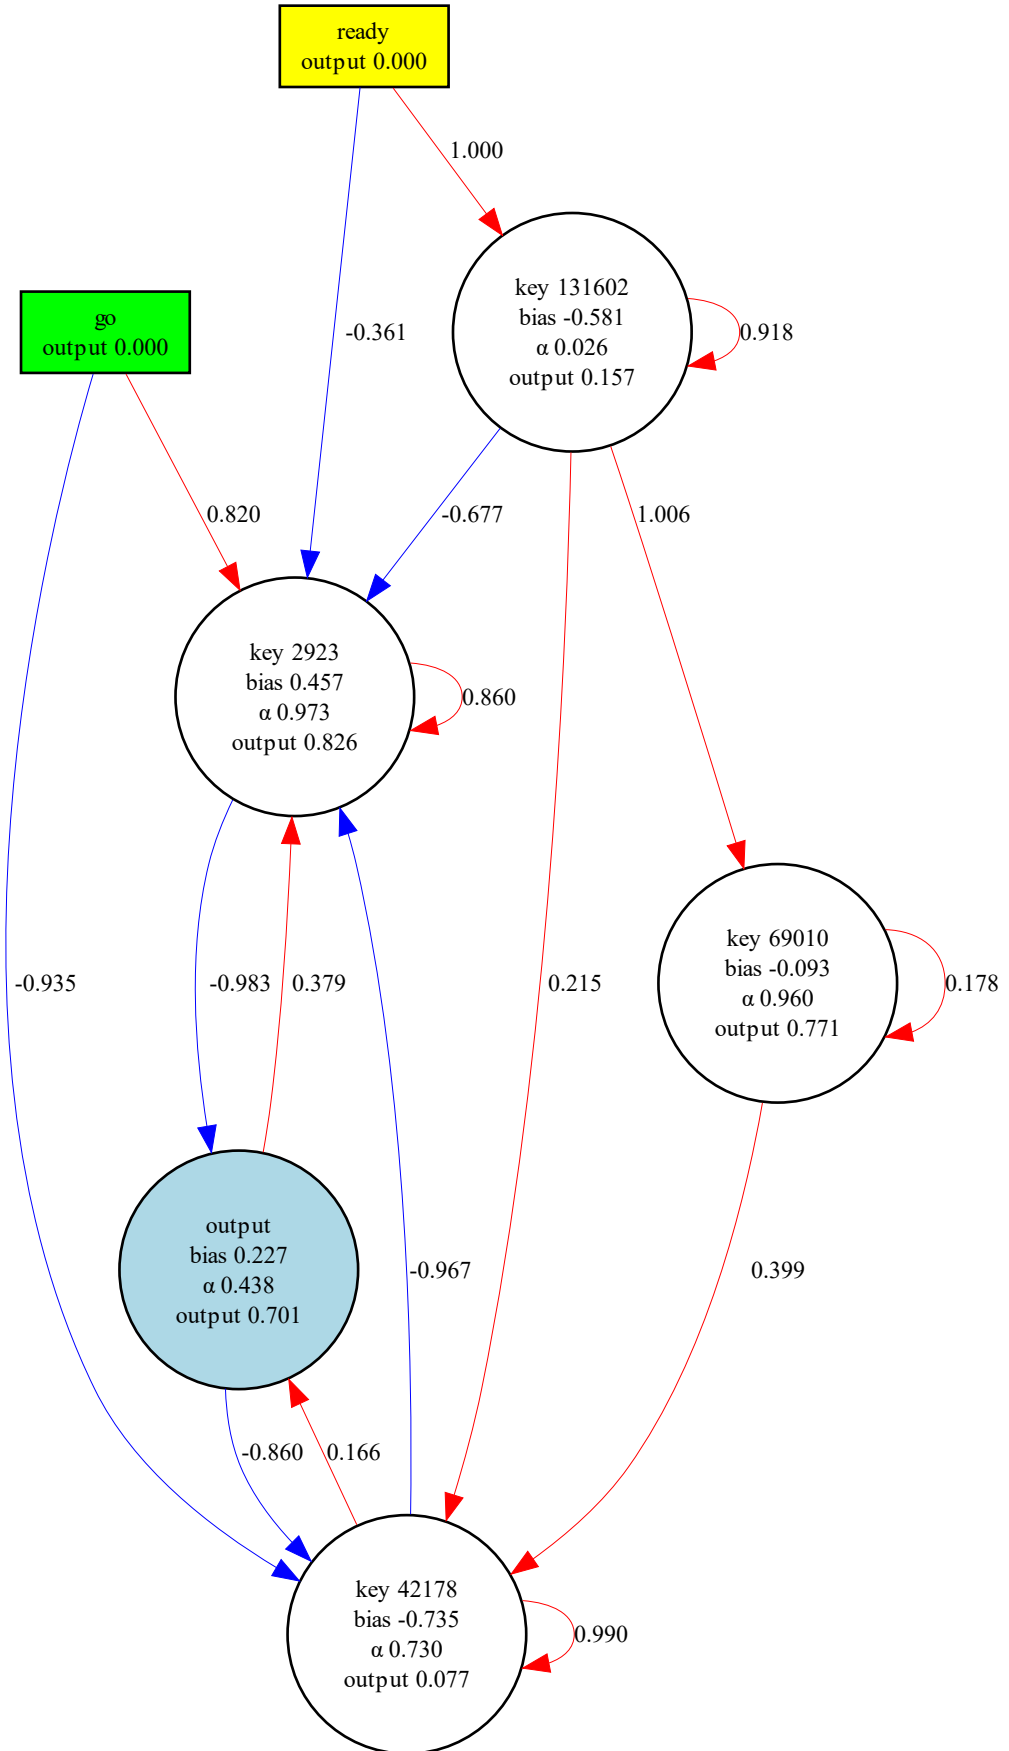 ready
output 0.000
1.000
key 131602
bias -0.581
α 0.026
output 0.157
0.918
go
output 0.000
-0.361
0.820
-0.677
1.006
key 2923
bias 0.457
α 0.973
output 0.826
0.860
key 69010
bias -0.093
α 0.960
output 0.771
0.178
-0.935
-0.983
0.379
0.215
output
bias 0.227
α 0.438
output 0.701
-0.967
0.399
-0.860
0.166
key 42178
bias -0.735
α 0.730
output 0.077
0.990